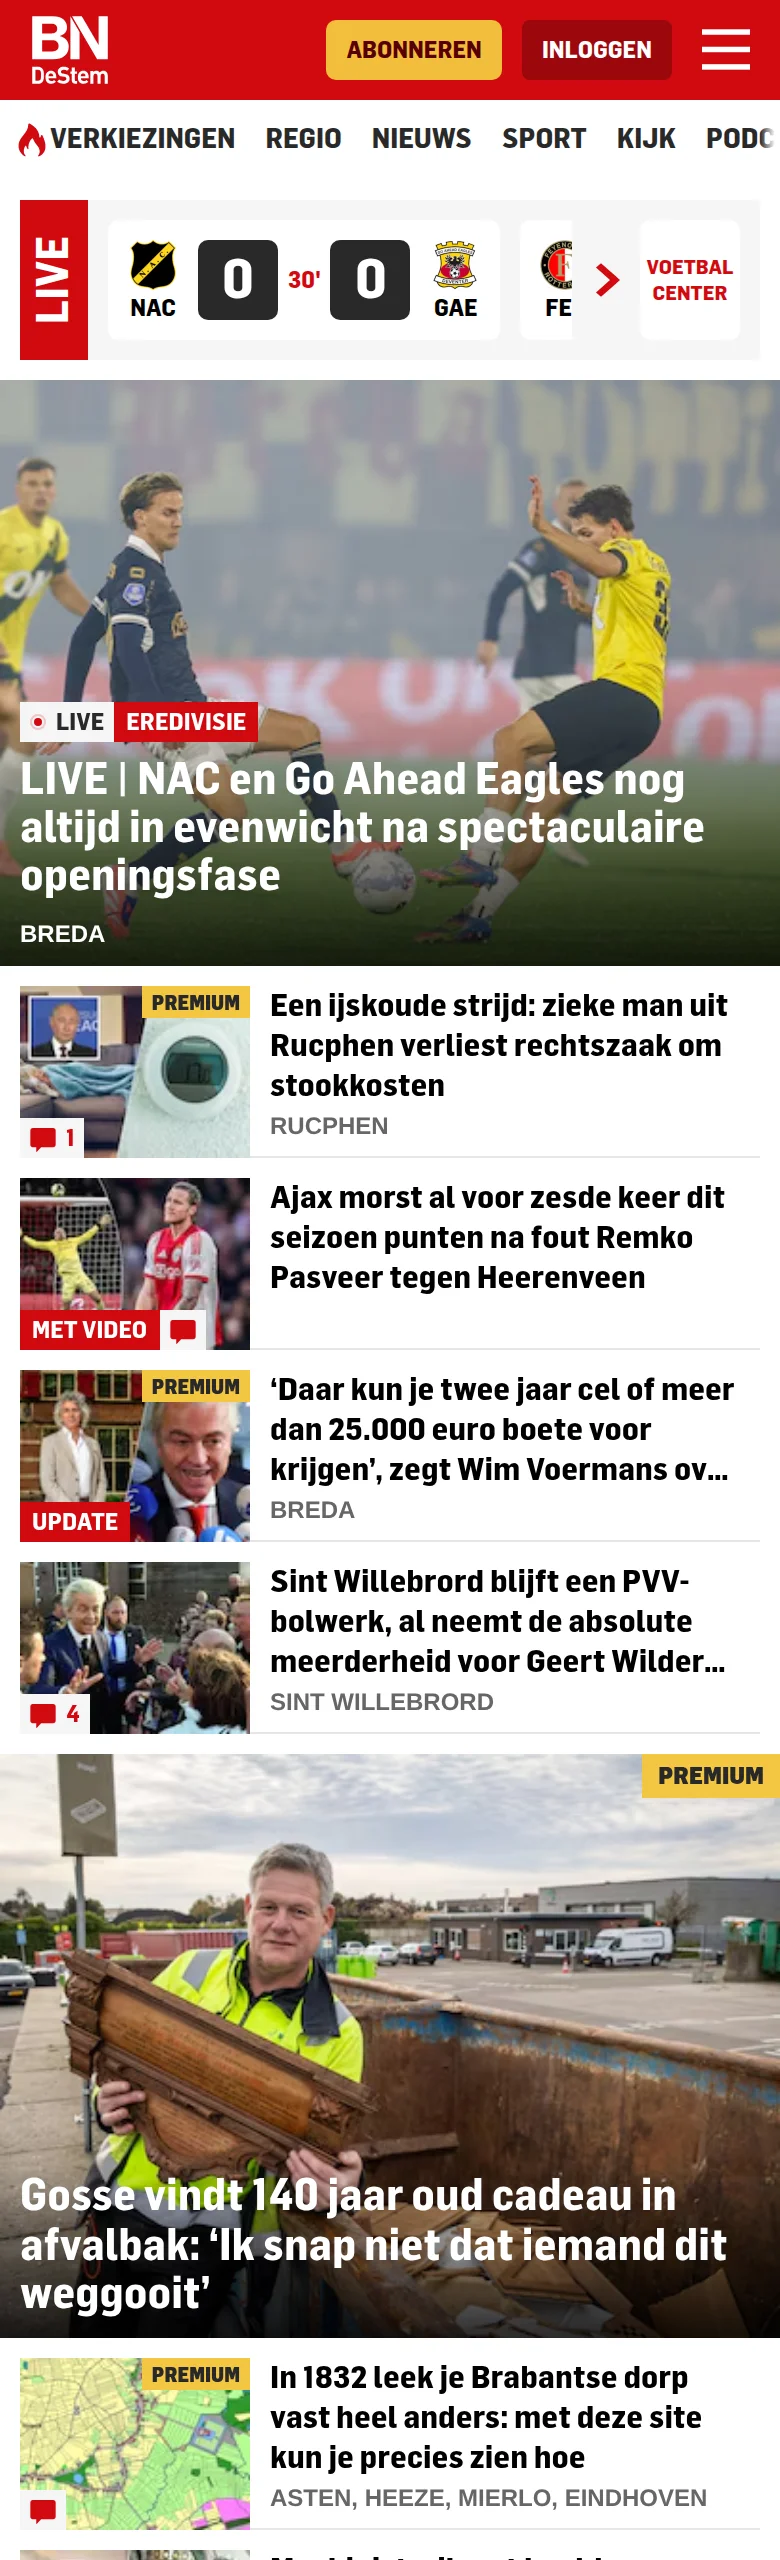 BN
DeStem
ABONNEREN
INLOGGEN
VERKIEZINGEN REGIO NIEUWS SPORT KIJK PODC
LIVE
NAC
0
30'
0
GAE
FE
VOETBAL
CENTER
LIVE EREDIVISIE
LIVE | NAC en Go Ahead Eagles nog
altijd in evenwicht na spectaculaire
openingsfase
BREDA
PREMIUM
1
Een ijskoude strijd: zieke man uit
Rucphen verliest rechtszaak om
stookkosten
RUCPHEN
MET VIDEO
Ajax morst al voor zesde keer dit
seizoen punten na fout Remko
Pasveer tegen Heerenveen
PREMIUM
UPDATE
‘Daar kun je twee jaar cel of meer
dan 25.000 euro boete voor
krijgen’, zegt Wim Voermans ov...
BREDA
4
Sint Willebrord blijft een PVV-
bolwerk, al neemt de absolute
meerderheid voor Geert Wilder...
SINT WILLEBRORD
PREMIUM
Gosse vindt 140 jaar oud cadeau in
afvalbak: ‘Ik snap niet dat iemand dit
weggooit’
PREMIUM
In 1832 leek je Brabantse dorp
vast heel anders: met deze site
kun je precies zien hoe
ASTEN, HEEZE, MIERLO, EINDHOVEN